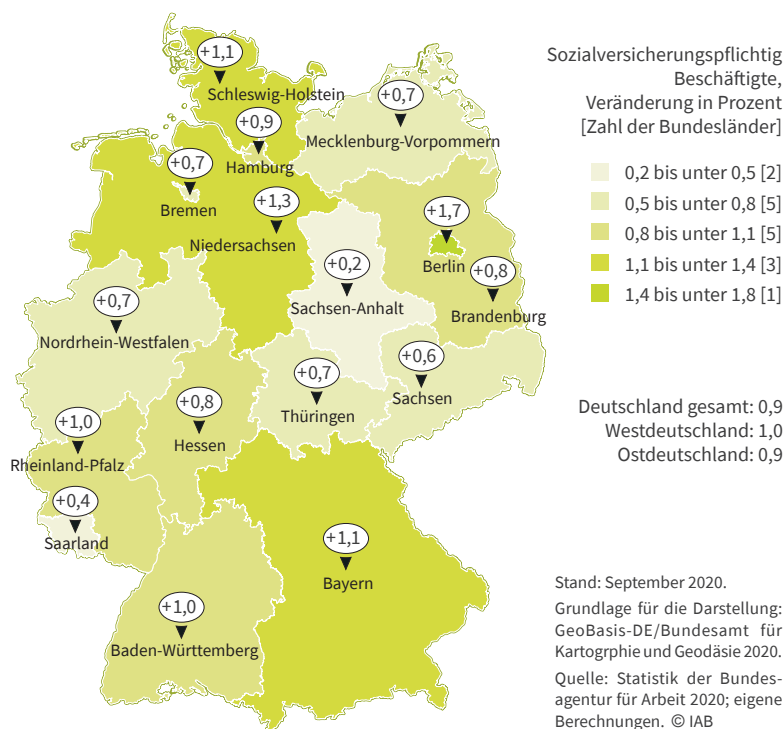 +1,1
Schleswig-Holstein
+0,9
Hamburg
+0,7
Mecklenburg-Vorpommern
+0,7
Bremen
+1,3
Niedersachsen
+1,7
Berlin
+0,8
Brandenburg
+0,2
Sachsen-Anhalt
+0,7
Nordrhein-Westfalen
+0,6
Sachsen
+0,7
Thüringen
+0,8
Hessen
+1,0
Rheinland-Pfalz
+0,4
Saarland
+1,1
Bayern
+1,0
Baden-Württemberg
Sozialversicherungspflichtig
Beschäftigte,
Veränderung in Prozent
[Zahl der Bundesländer]
0,2 bis unter 0,5 [2]
0,5 bis unter 0,8 [5]
0,8 bis unter 1,1 [5]
1,1 bis unter 1,4 [3]
1,4 bis unter 1,8 [1]
Deutschland gesamt: 0,9
Westdeutschland: 1,0
Ostdeutschland: 0,9
Stand: September 2020.
Grundlage für die Darstellung:
GeoBasis-DE/Bundesamt für
Kartogrphie und Geodäsie 2020.
Quelle: Statistik der Bundes-
agentur für Arbeit 2020; eigene
Berechnungen. © IAB